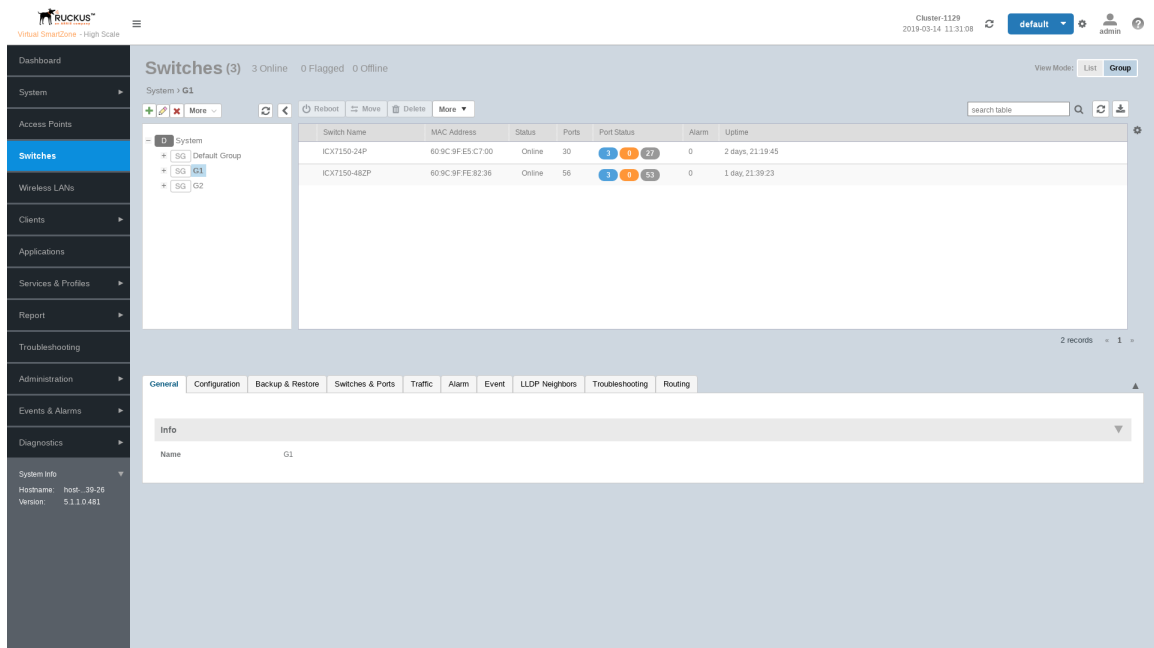 RUCKUS™
Virtual SmartZone - High Scale
Cluster-1129
2019-03-14 11:31:08
default
admin
Dashboard
System
Access Points
Switches
Wireless LANs
Clients
Applications
Services & Profiles
Report
Troubleshooting
Administration
Events & Alarms
Diagnostics
System Info
Hostname: host-...39-26
Version: 5.1.1.0.481
Switches (3) 3 Online 0 Flagged 0 Offline
View Mode: List Group
System › G1
More
Reboot Move Delete More ▼
search table
D System
SG Default Group
SG G1
SG G2
Switch Name MAC Address Status Ports Port Status Alarm Uptime
ICX7150-24P 60:9C:9F:E5:C7:00 Online 30 3 0 27 0 2 days, 21:19:45
ICX7150-48ZP 60:9C:9F:FE:82:36 Online 56 3 0 53 0 1 day, 21:39:23
2 records « 1 »
General Configuration Backup & Restore Switches & Ports Traffic Alarm Event LLDP Neighbors Troubleshooting Routing
Info
Name G1